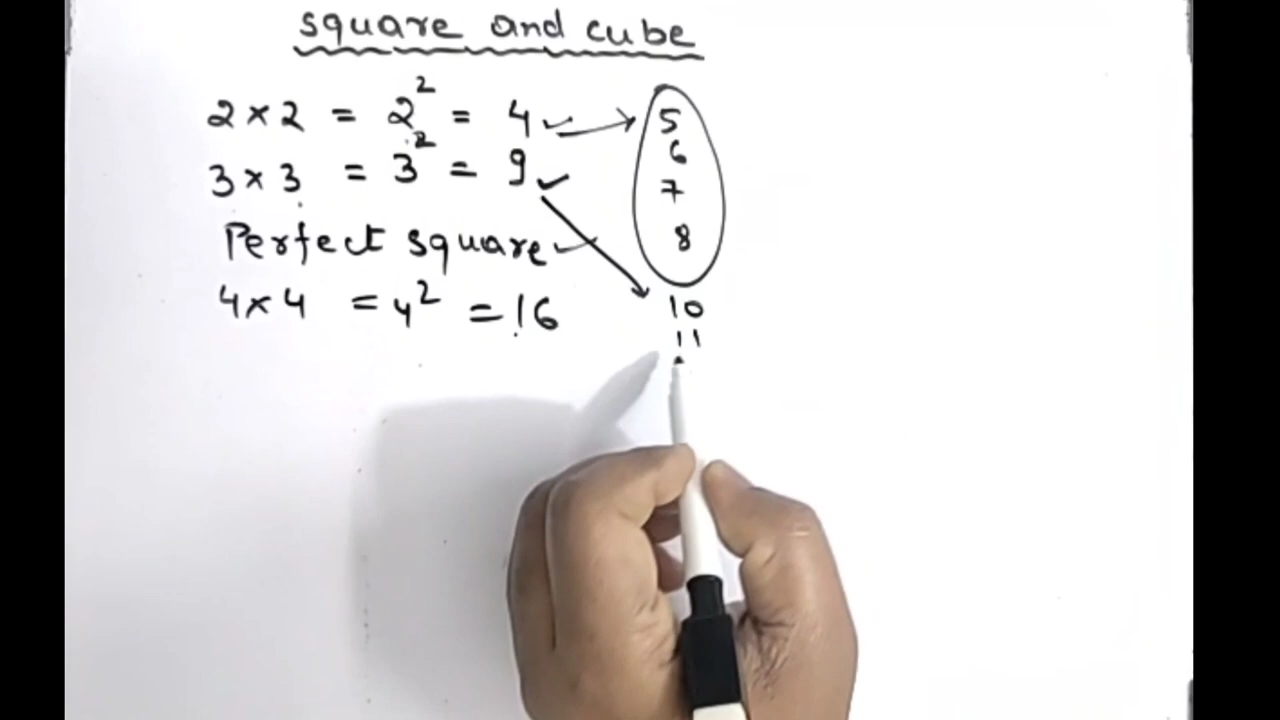 square and cube
2 × 2 = 2² = 4 ✓ → 5
6
3 × 3 = 3² = 9 ✓
7
Perfect square ✓ 8
4 × 4 = 4² = 16 10
11